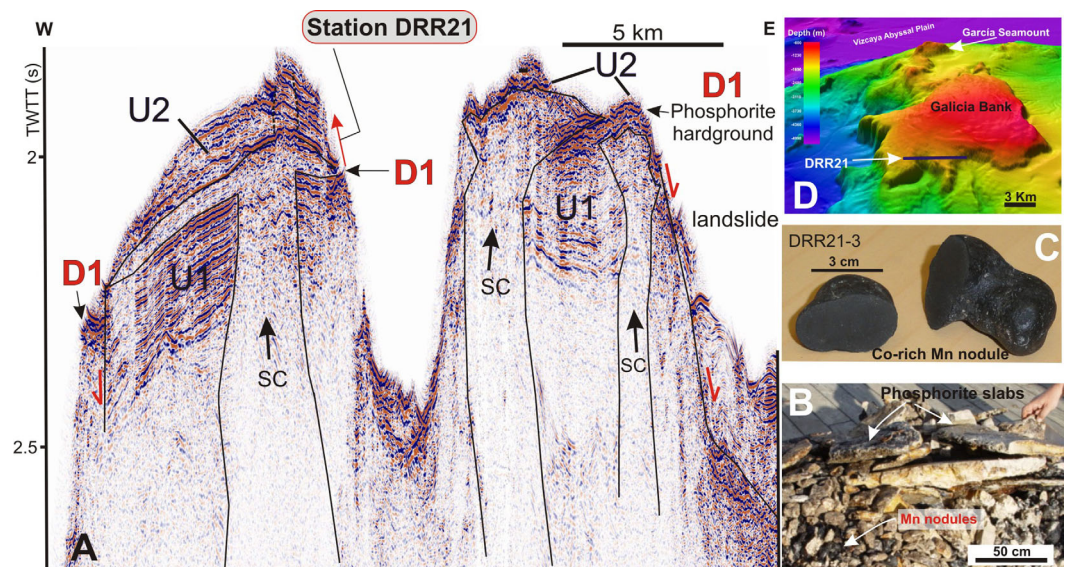 W
Station DRR21
5 km
E
TWTT (s)
U2
U2
D1
Phosphorite
hardground
2
D1
U1
U1
landslide
D1
SC
SC
SC
2.5
A
Depth (m)
Vizcaya Abyssal Plain
García Seamount
Galicia Bank
DRR21
D
3 Km
DRR21-3
C
3 cm
Co-rich Mn nodule
B
Phosphorite slabs
Mn nodules
50 cm